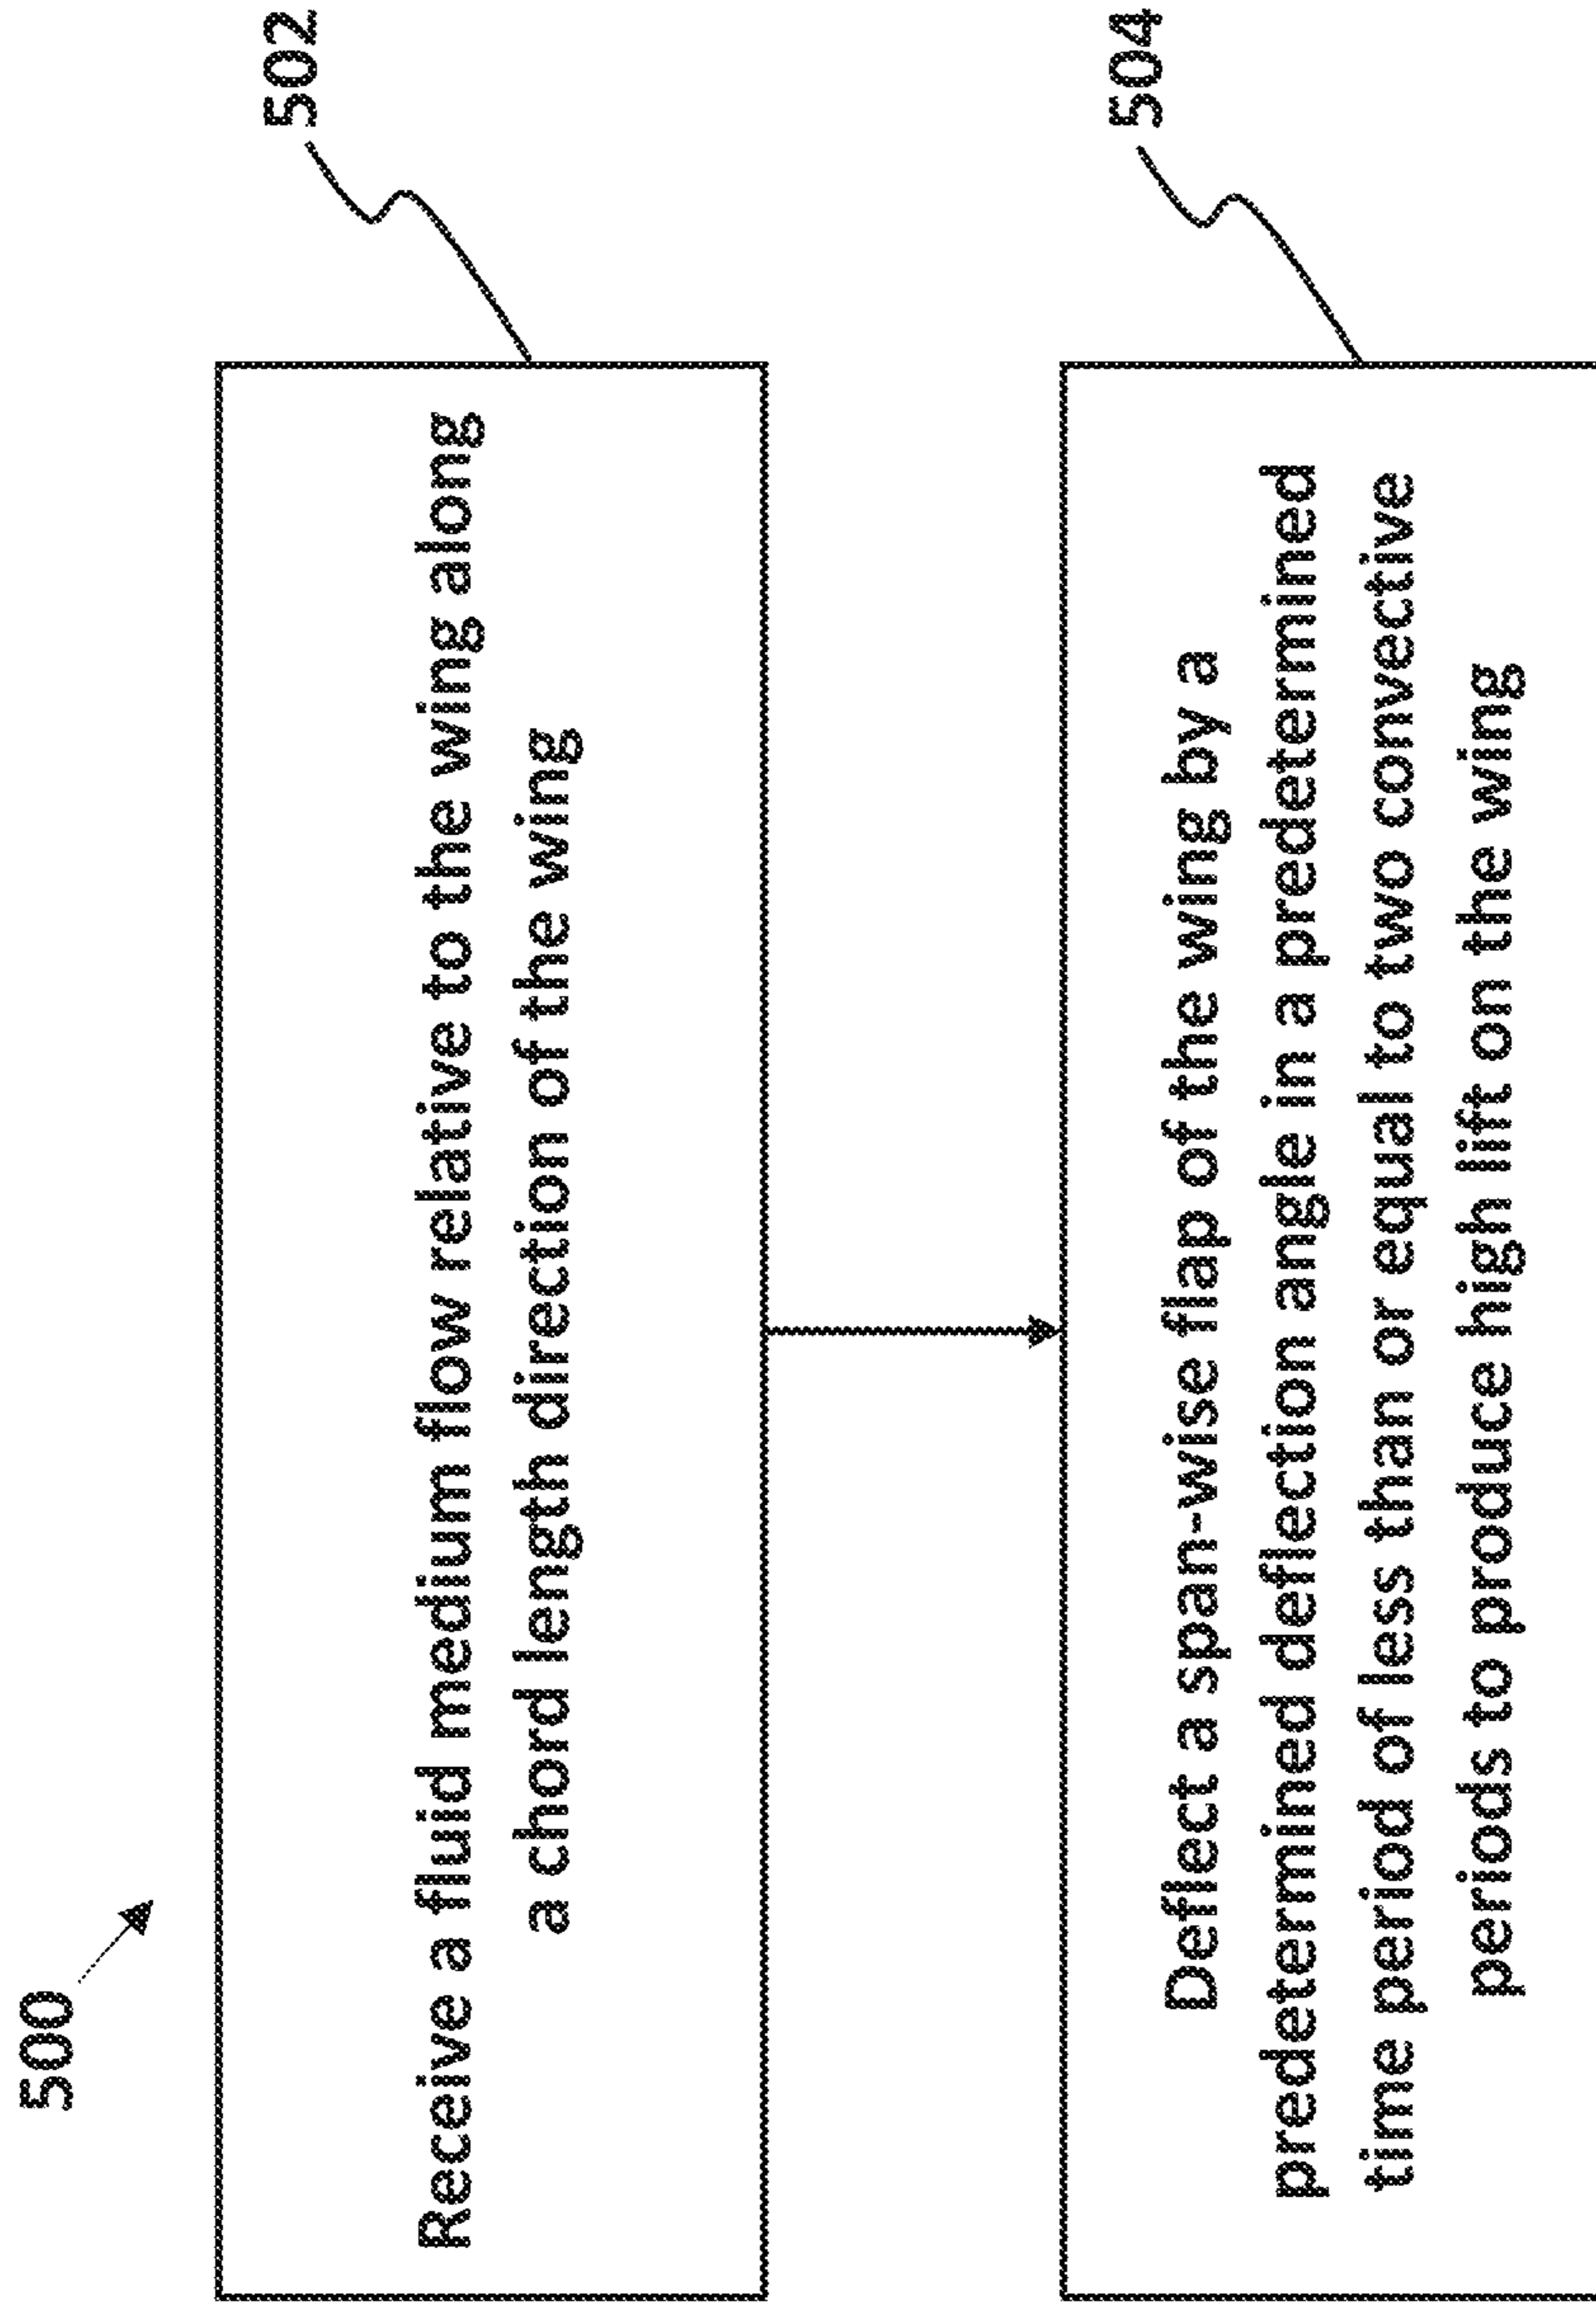 500
Receive a fluid medium flow relative to the wing along
a chord length direction of the wing
502
Deflect a span-wise flap of the wing by a
predetermined deflection angle in a predetermined
time period of less than or equal to two convective
periods to produce high lift on the wing
504